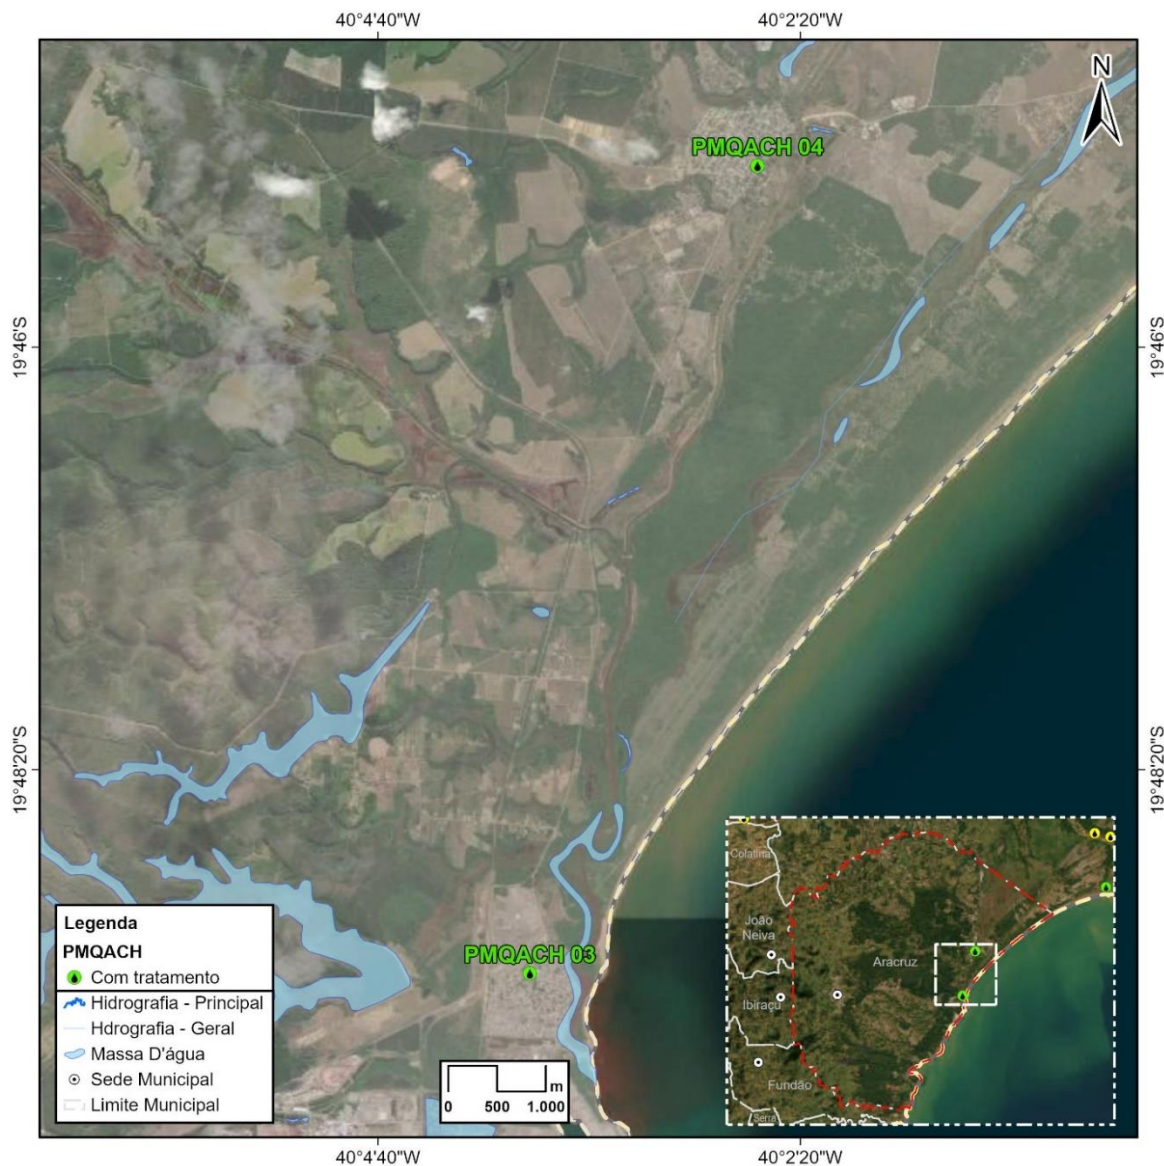 40°4'40"W
40°2'20"W
N
PMQACH 04
19°46'S
19°46'S
19°48'20"S
19°48'20"S
PMQACH 03
Legenda
PMQACH
Com tratamento
Hidrografia - Principal
Hdrografia - Geral
Massa D'água
Sede Municipal
Limite Municipal
m
0 500 1.000
Colatina
João
Neiva
Aracruz
Ibiraçu
Fundão
Serra
40°4'40"W
40°2'20"W